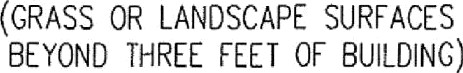 (GRASS OR LANDSCAPE SURFACES
BEYOND THREE FEET OF BUILDING)